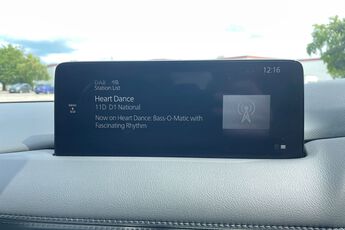 DAB
12:16
Station List
Heart Dance
11D· D1 National
Now on Heart Dance: Bass-O-Matic with
Fascinating Rhythm